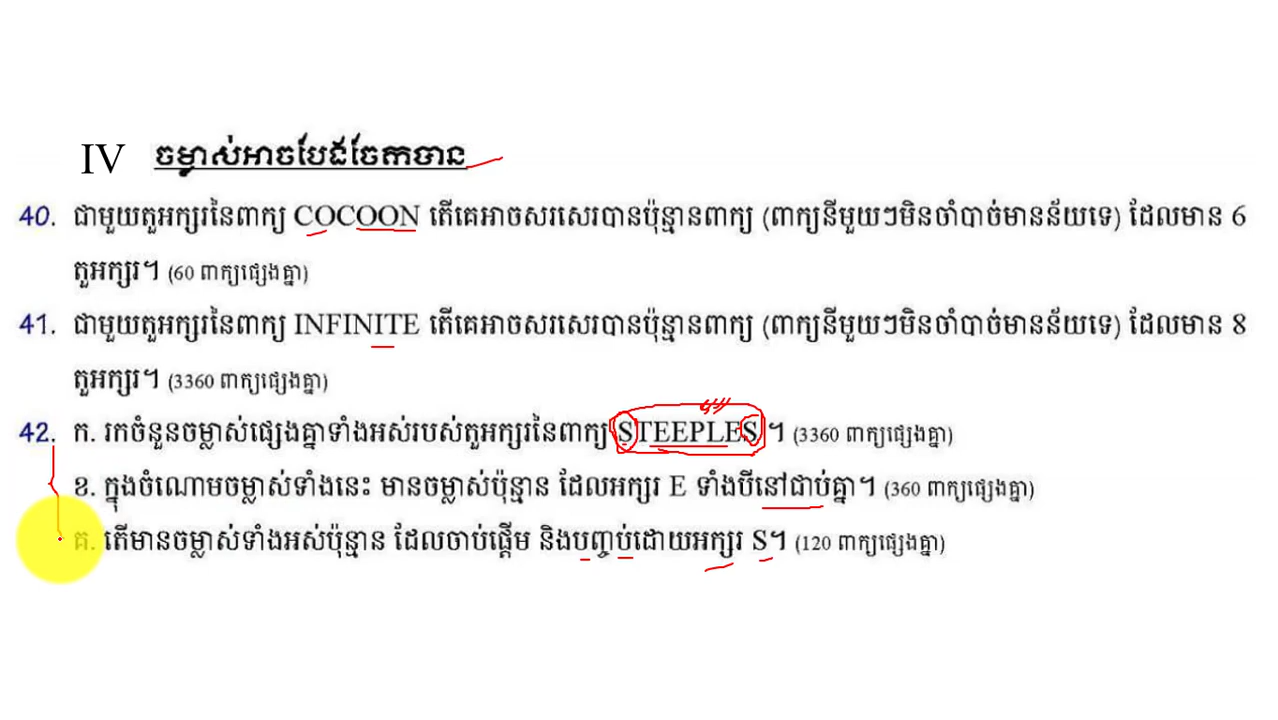 IV ចម្លាស់អាចបែងចែកបាន
40. ជាមួយតួអក្សរនៃពាក្យ COCOON តើគេអាចសរសេរបានប៉ុន្មានពាក្យ (ពាក្យនីមួយៗមិនចាំបាច់មានន័យទេ) ដែលមាន 6
តួអក្សរ។ (60 ពាក្យផ្សេងគ្នា)
41. ជាមួយតួអក្សរនៃពាក្យ INFINITE តើគេអាចសរសេរបានប៉ុន្មានពាក្យ (ពាក្យនីមួយៗមិនចាំបាច់មានន័យទេ) ដែលមាន 8
តួអក្សរ។ (3360 ពាក្យផ្សេងគ្នា)
42. ក. រកចំនួនចម្លាស់ផ្សេងគ្នាទាំងអស់របស់តួអក្សរនៃពាក្យ STEEPLES ។ (3360 ពាក្យផ្សេងគ្នា)
ខ. ក្នុងចំណោមចម្លាស់ទាំងនេះ មានចម្លាស់ប៉ុន្មាន ដែលអក្សរ E ទាំងបីនៅជាប់គ្នា។ (360 ពាក្យផ្សេងគ្នា)
គ. តើមានចម្លាស់ទាំងអស់ប៉ុន្មាន ដែលចាប់ផ្តើម និងបញ្ចប់ដោយអក្សរ S។ (120 ពាក្យផ្សេងគ្នា)